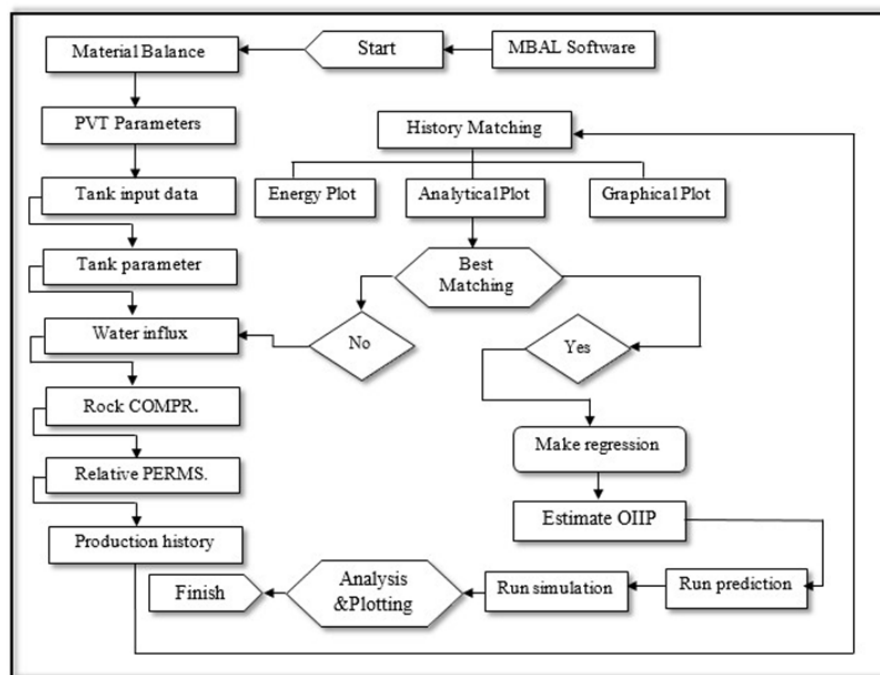 MBAL Software
Start
Material Balance
PVT Parameters
Tank input data
Tank parameter
Water influx
Rock COMPR.
Relative PERMS.
Production history
History Matching
Energy Plot
Analytical Plot
Graphical Plot
Best
Matching
No
Yes
Make regression
Estimate OIIP
Run prediction
Run simulation
Analysis
&Plotting
Finish